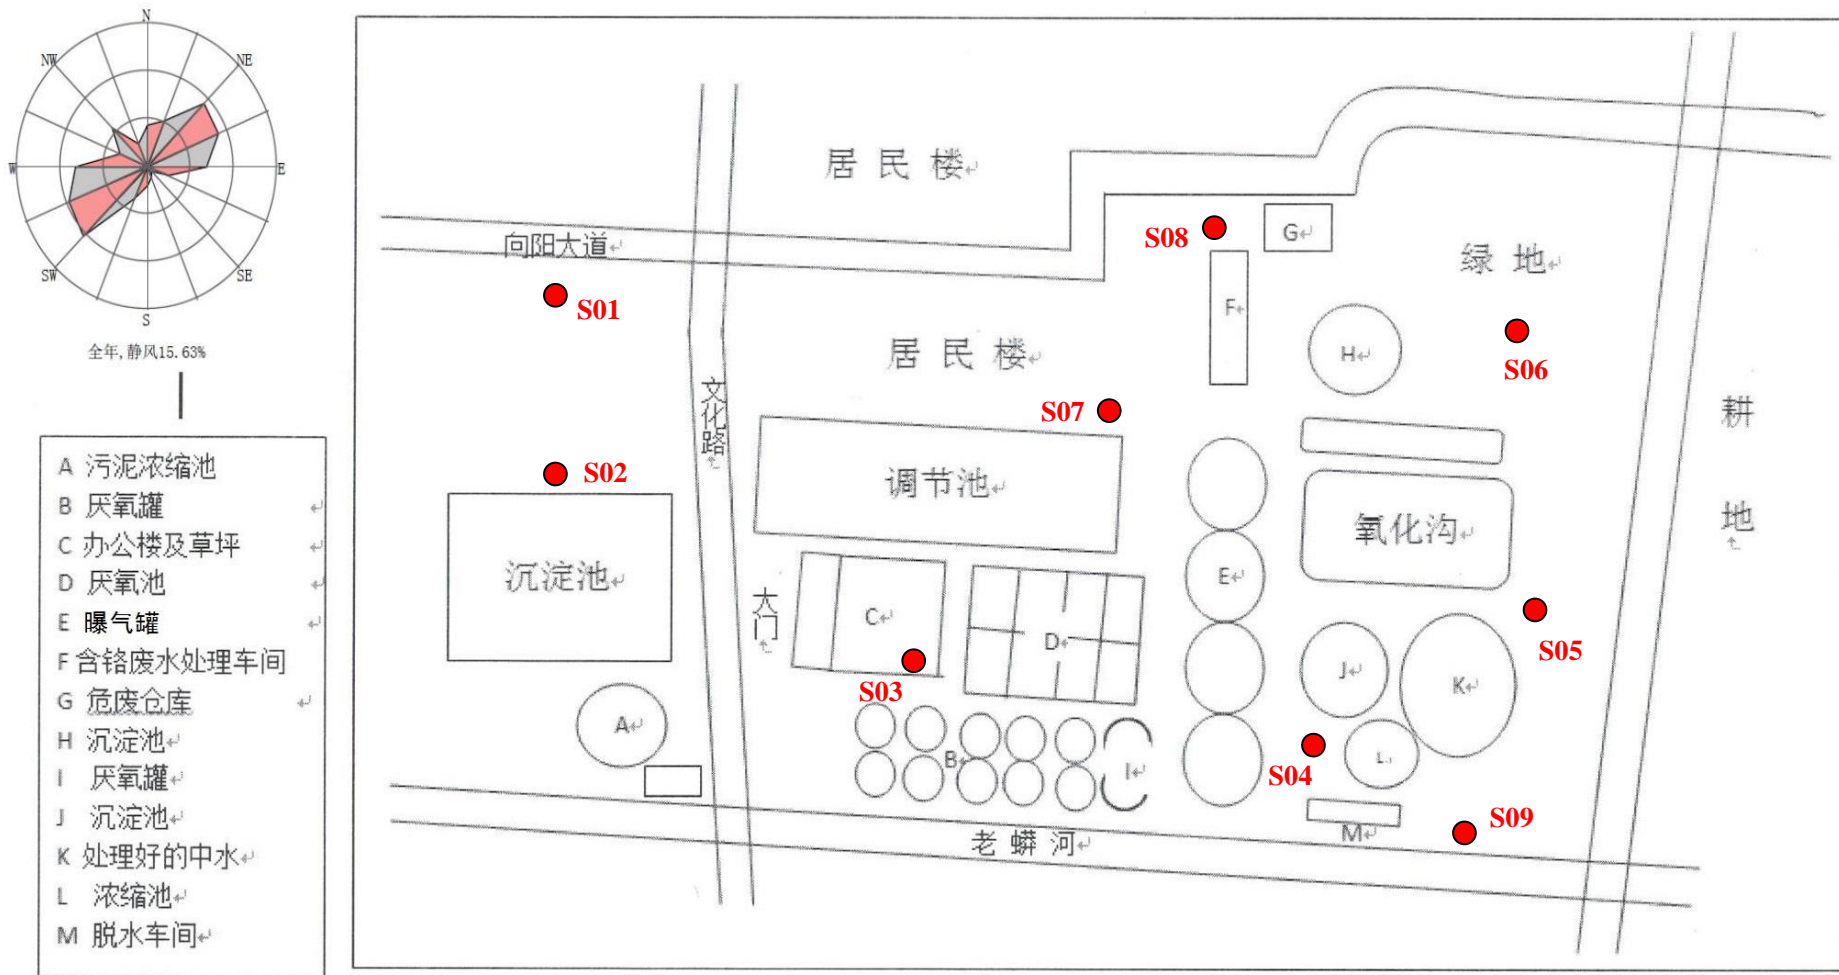 N
NW
NE
W
E
SW
SE
S
全年,静风15.63%
A 污泥浓缩池
B 厌氧罐
C 办公楼及草坪
D 厌氧池
E 曝气罐
F 含铬废水处理车间
G 危废仓库
H 沉淀池
I 厌氧罐
J 沉淀池
K 处理好的中水
L 浓缩池
M 脱水车间
居民楼
向阳大道
S01
S08
G
绿地
F
H
S06
居民楼
文化路
S07
耕地
S02
调节池
氧化沟
沉淀池
E
大门
C
D
S05
S03
J
K
A
B
I
S04
L
M
S09
老蟒河